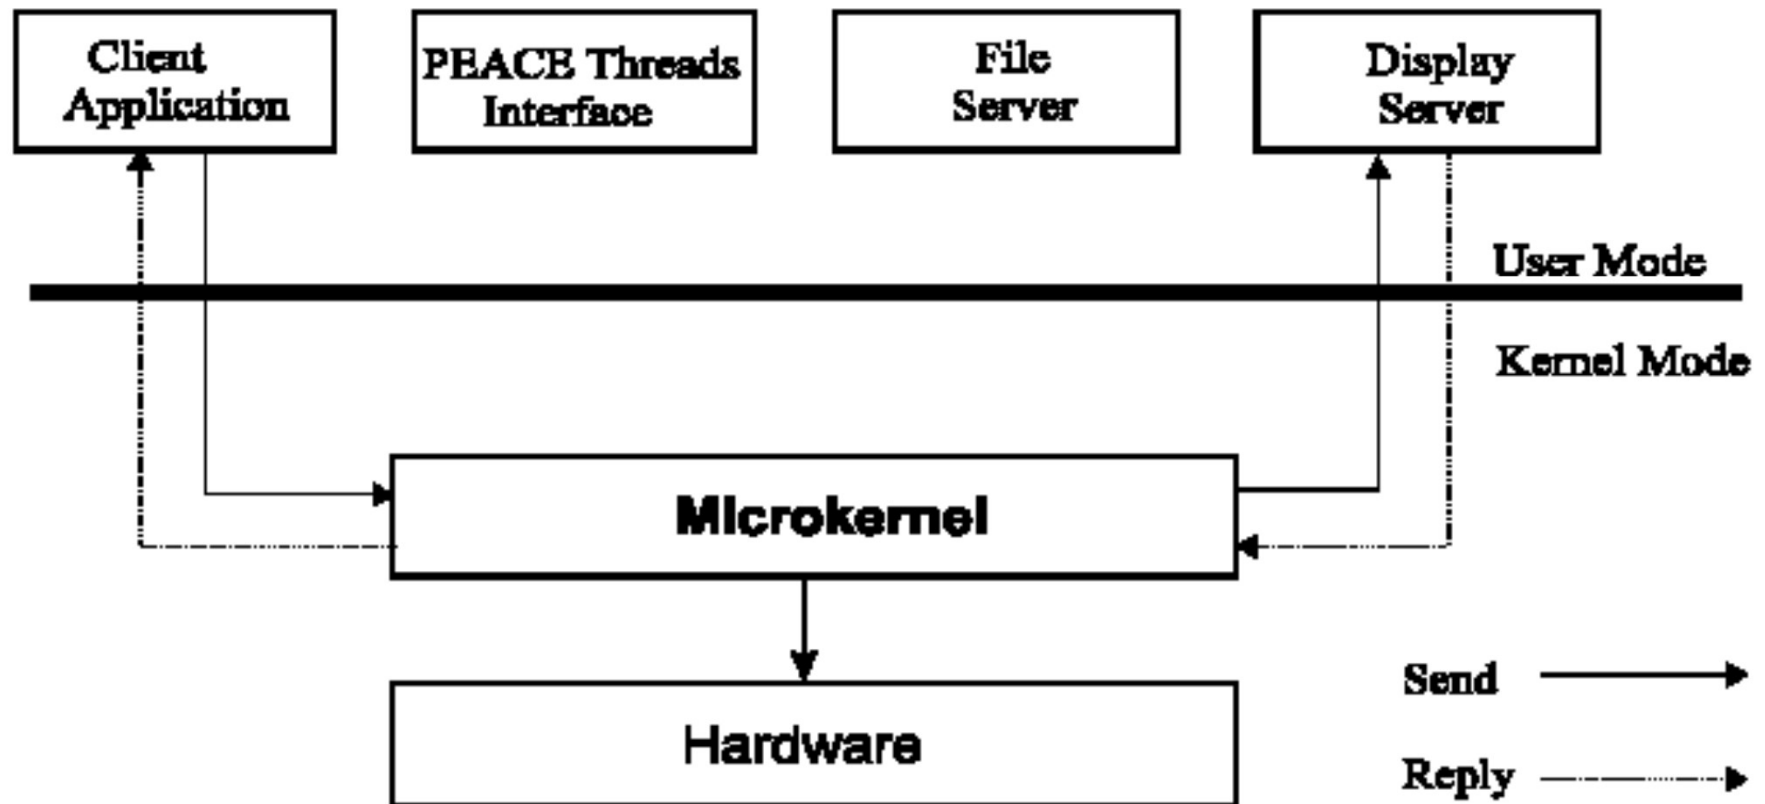 Client
Application
PEACE Threads
Interface
File
Server
Display
Server
User Mode
Kernel Mode
Microkernel
Hardware
Send
Reply